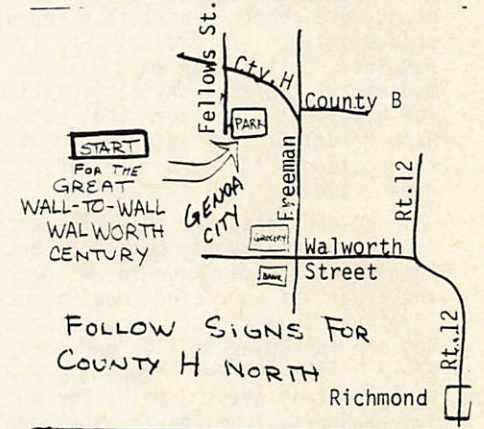 Fellows St.
Cty. H
County B
PARK
START
FOR THE
GREAT
WALL-TO-WALL
WALWORTH
CENTURY
GENOA
CITY
Freeman
Rt.12
GROCERY
Walworth
Street
BANK
FOLLOW SIGNS FOR
COUNTY H NORTH
Rt.12
Richmond